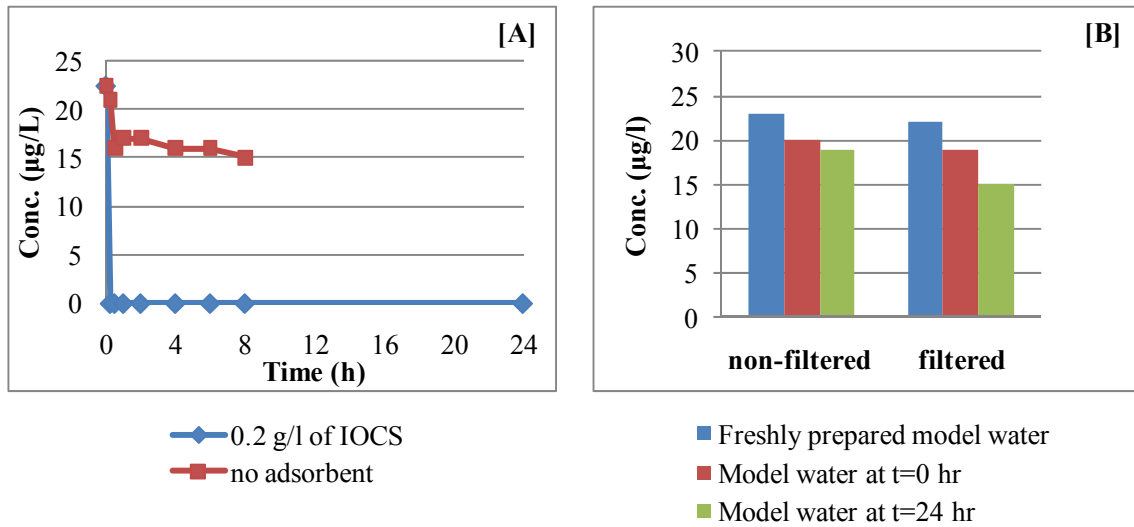 [A]
25
20
15
10
5
0
Conc. (µg/L)
0 4 8 12 16 20 24
Time (h)
0.2 g/l of IOCS
no adsorbent
[B]
30
25
20
15
10
5
0
Conc. (µg/l)
non-filtered filtered
Freshly prepared model water
Model water at t=0 hr
Model water at t=24 hr